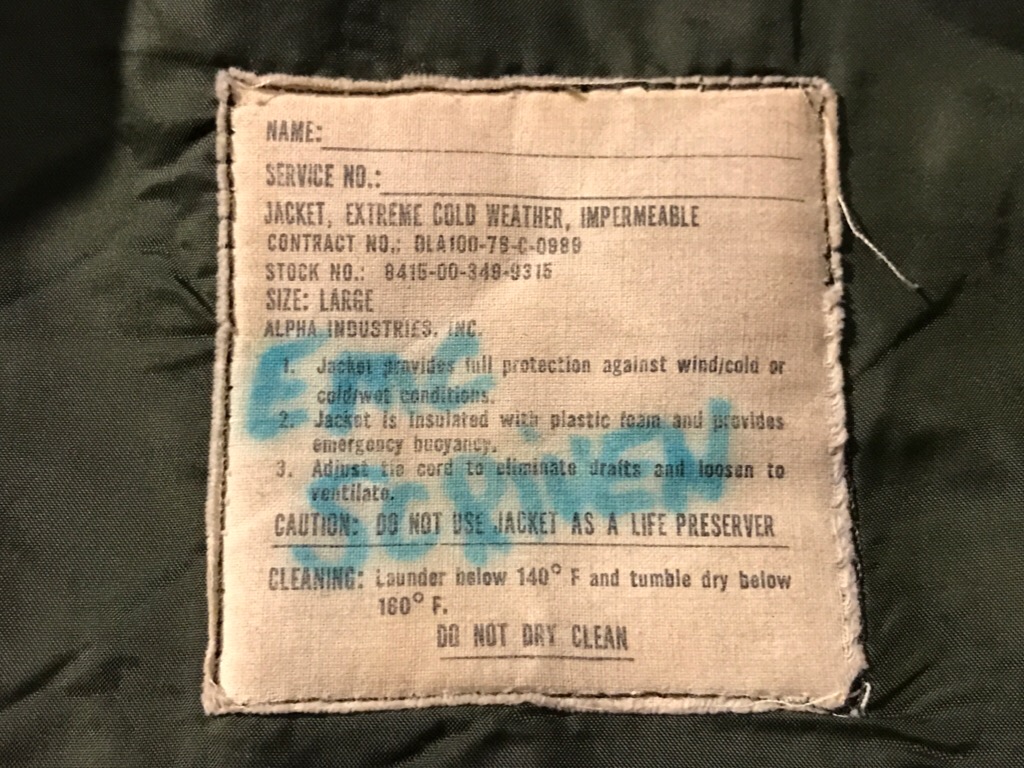 NAME:
SERVICE NO.:
JACKET, EXTREME COLD WEATHER, IMPERMEABLE
CONTRACT NO.: DLA100-79-C-0989
STOCK NO.: 8415-00-349-9315
SIZE: LARGE
ALPHA INDUSTRIES, INC.
1. Jacket provides full protection against wind/cold or
cold/wet conditions.
2. Jacket is insulated with plastic foam and provides
emergency buoyancy.
3. Adjust tie cord to eliminate drafts and loosen to
ventilate.
CAUTION: DO NOT USE JACKET AS A LIFE PRESERVER
CLEANING: Launder below 140° F and tumble dry below
160° F.
DO NOT DRY CLEAN